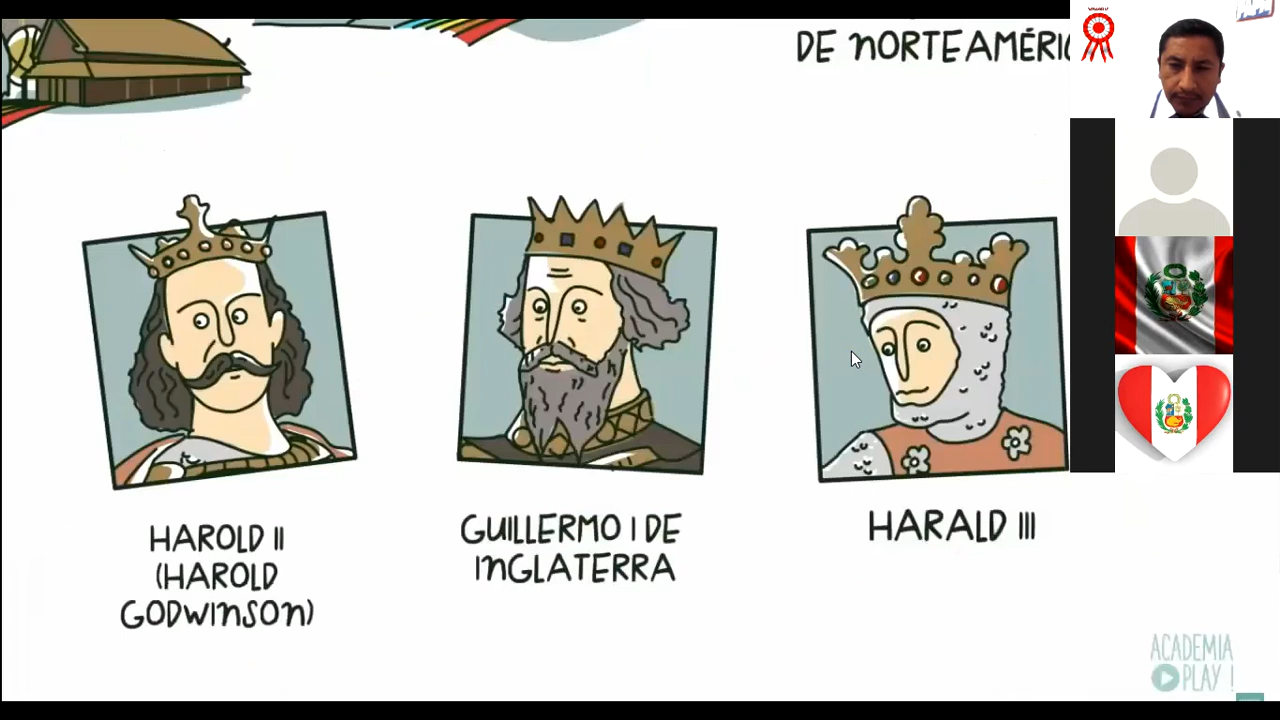 DE NORTEAMÉRIC
HAROLD II
(HAROLD
GODWINSON)
GUILLERMO I DE
INGLATERRA
HARALD III
ACADEMIA
PLAY!